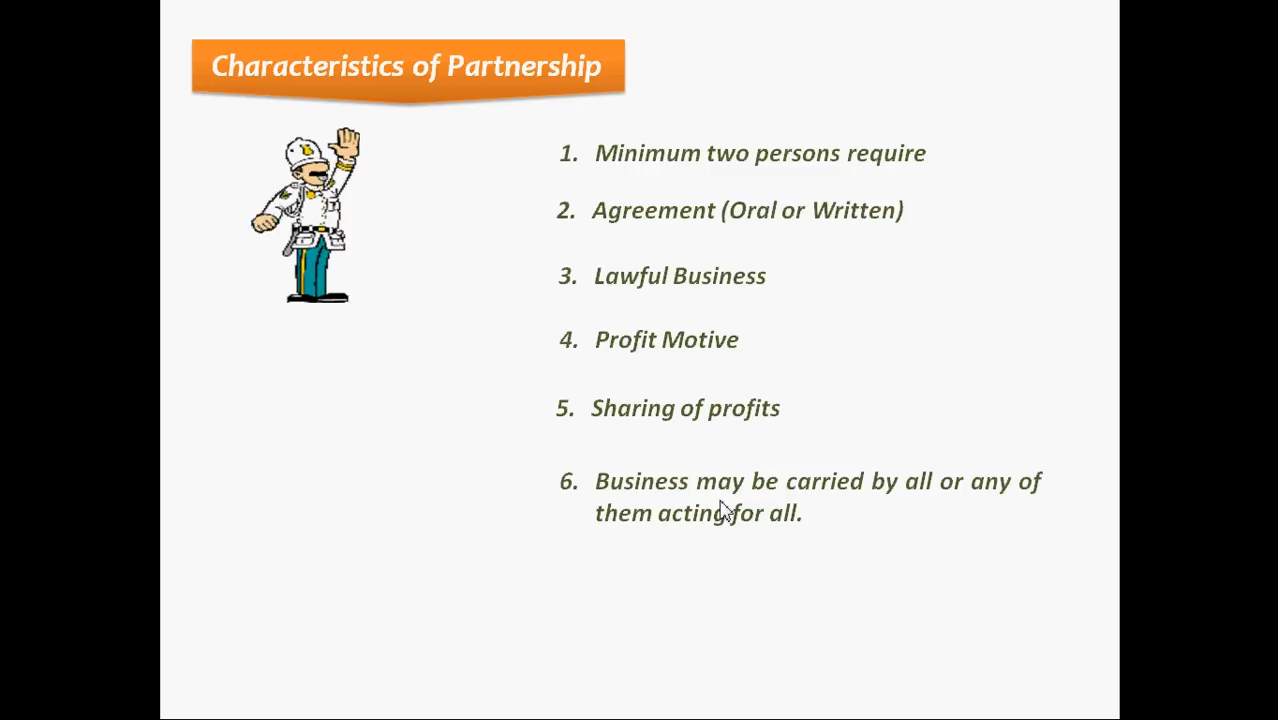 Characteristics of Partnership
1. Minimum two persons require
2. Agreement (Oral or Written)
3. Lawful Business
4. Profit Motive
5. Sharing of profits
6. Business may be carried by all or any of
them acting for all.